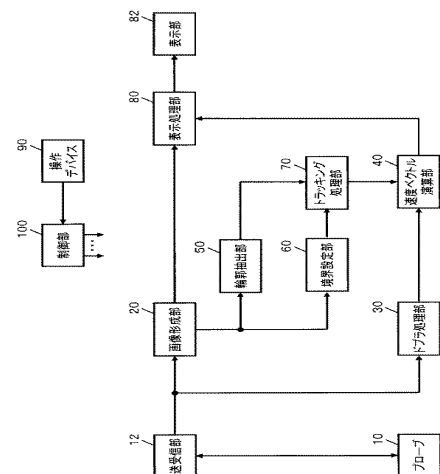 10
プローブ
12
送受信部
20
画像形成部
30
ドプラ処理部
50
輪郭抽出部
60
境界設定部
70
トラッキング
処理部
40
速度ベクトル
演算部
80
表示処理部
82
表示部
90
操作
デバイス
100
制御部